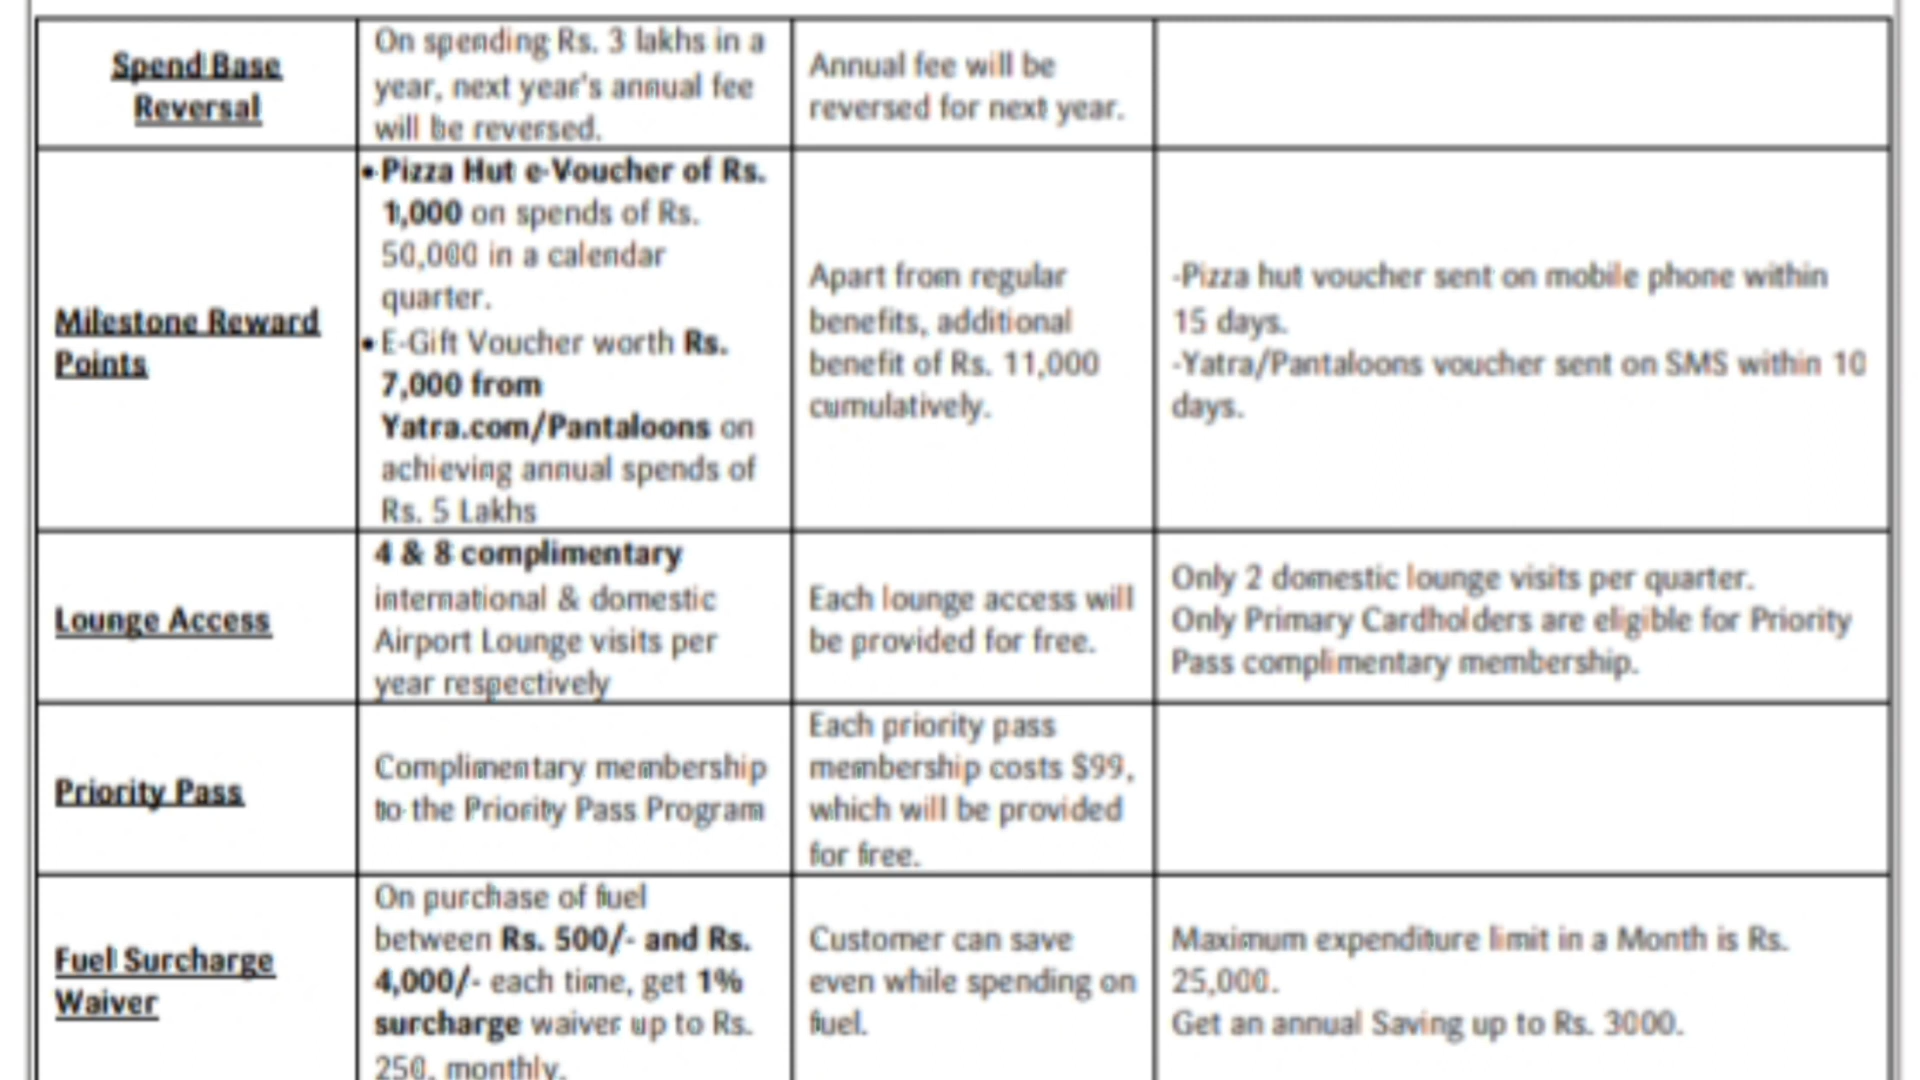 Spend Base
Reversal
On spending Rs. 3 lakhs in a
year, next year's annual fee
will be reversed.
Annual fee will be
reversed for next year.
Milestone Reward
Points
•Pizza Hut e-Voucher of Rs.
1,000 on spends of Rs.
50,000 in a calendar
quarter.
•E-Gift Voucher worth Rs.
7,000 from
Yatra.com/Pantaloons on
achieving annual spends of
Rs. 5 Lakhs
Apart from regular
benefits, additional
benefit of Rs. 11,000
cumulatively.
-Pizza hut voucher sent on mobile phone within
15 days.
-Yatra/Pantaloons voucher sent on SMS within 10
days.
Lounge Access
4 & 8 complimentary
international & domestic
Airport Lounge visits per
year respectively
Each lounge access will
be provided for free.
Only 2 domestic lounge visits per quarter.
Only Primary Cardholders are eligible for Priority
Pass complimentary membership.
Priority Pass
Complimentary membership
to the Priority Pass Program
Each priority pass
membership costs $99,
which will be provided
for free.
Fuel Surcharge
Waiver
On purchase of fuel
between Rs. 500/- and Rs.
4,000/- each time, get 1%
surcharge waiver up to Rs.
250, monthly.
Customer can save
even while spending on
fuel.
Maximum expenditure limit in a Month is Rs.
25,000.
Get an annual Saving up to Rs. 3000.